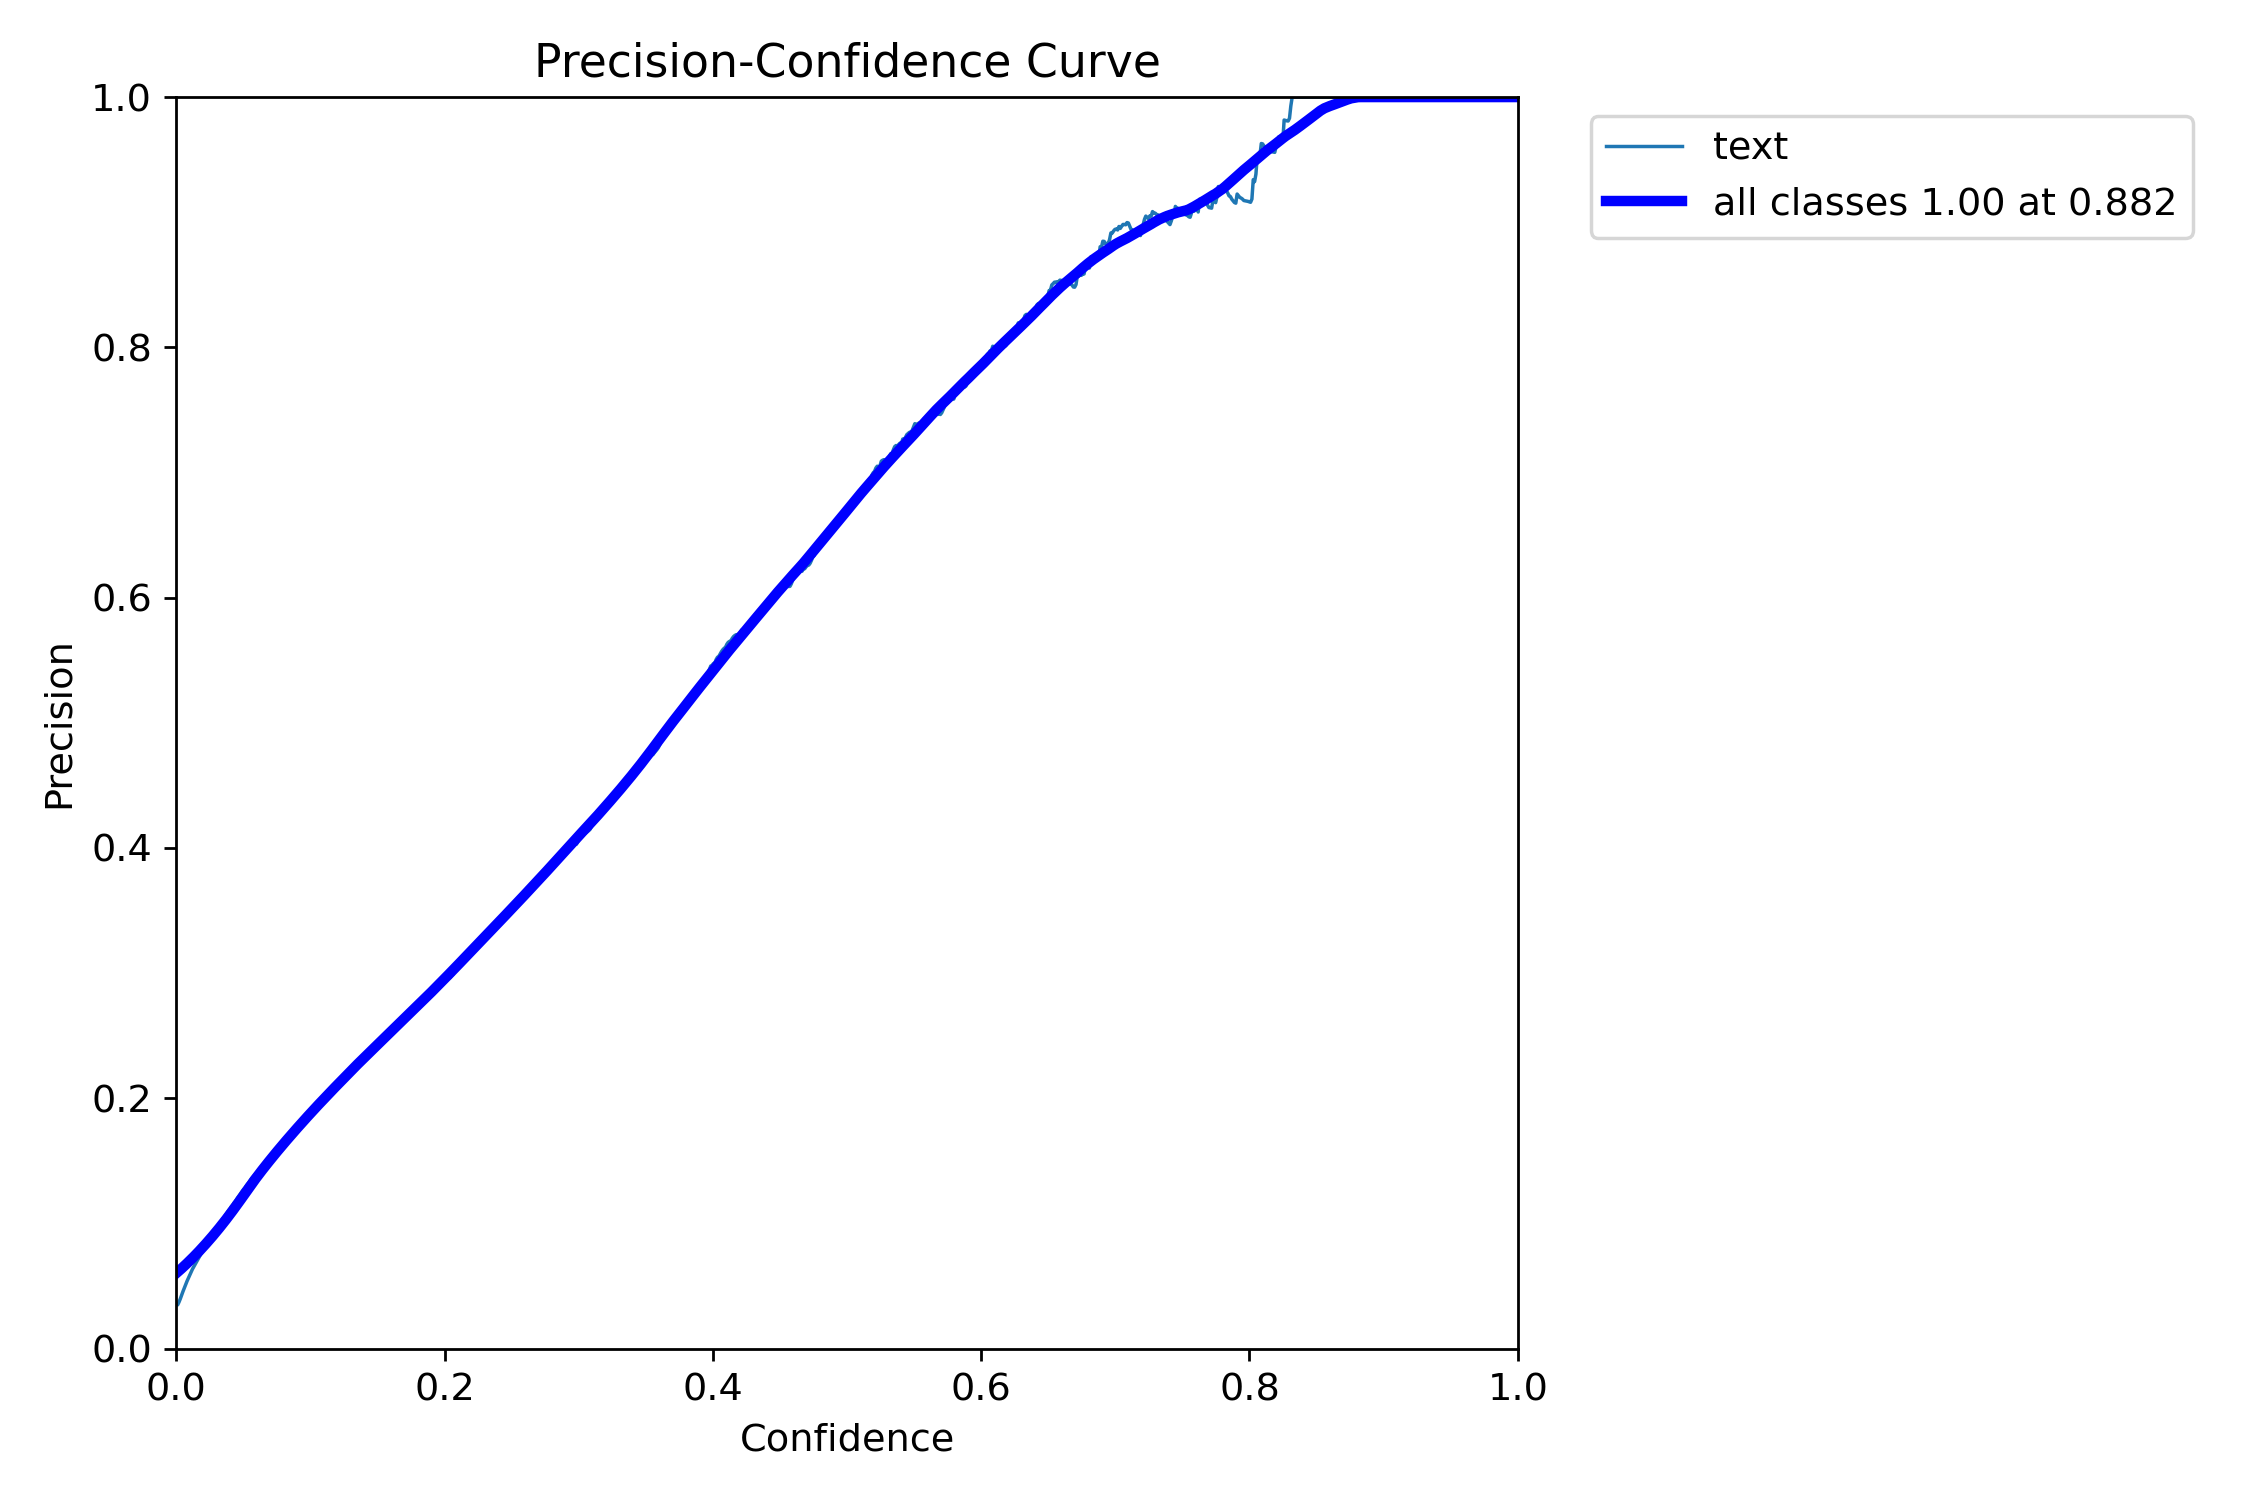 Precision-Confidence Curve
text
all classes 1.00 at 0.882
Precision
1.0
0.8
0.6
0.4
0.2
0.0
0.0 0.2 0.4 0.6 0.8 1.0
Confidence